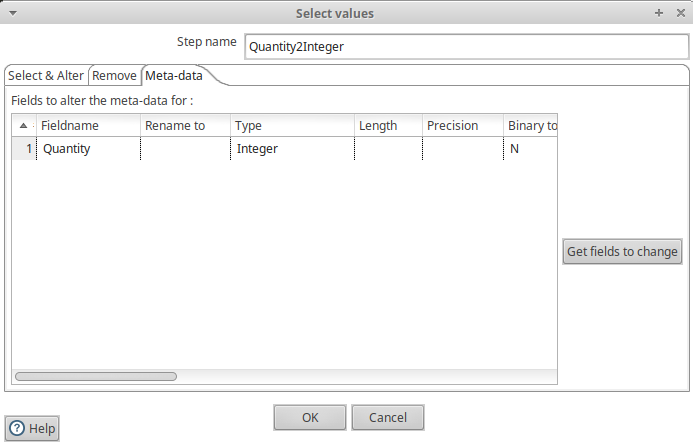 Select values
Step name Quantity2Integer
Select & Alter Remove Meta-data
Fields to alter the meta-data for :
Fieldname Rename to Type Length Precision Binary to
1 Quantity Integer N
Get fields to change
OK Cancel
Help